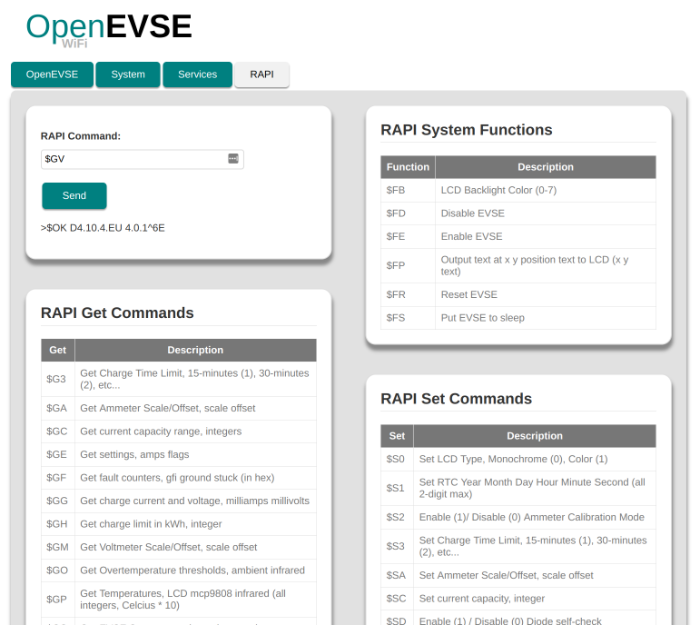 OpenEVSE
WiFi
OpenEVSE
System
Services
RAPI
RAPI Command:
$GV
Send
>$OK D4.10.4.EU 4.0.1^6E
RAPI Get Commands
Get Description
$G3 Get Charge Time Limit, 15-minutes (1), 30-minutes
(2), etc...
$GA Get Ammeter Scale/Offset, scale offset
$GC Get current capacity range, integers
$GE Get settings, amps flags
$GF Get fault counters, gfi ground stuck (in hex)
$GG Get charge current and voltage, milliamps millivolts
$GH Get charge limit in kWh, integer
$GM Get Voltmeter Scale/Offset, scale offset
$GO Get Overtemperature thresholds, ambient infrared
$GP Get Temperatures, LCD mcp9808 infrared (all
integers, Celcius * 10)
RAPI System Functions
Function Description
$FB LCD Backlight Color (0-7)
$FD Disable EVSE
$FE Enable EVSE
$FP Output text at x y position text to LCD (x y
text)
$FR Reset EVSE
$FS Put EVSE to sleep
RAPI Set Commands
Set Description
$S0 Set LCD Type, Monochrome (0), Color (1)
$S1 Set RTC Year Month Day Hour Minute Second (all
2-digit max)
$S2 Enable (1)/ Disable (0) Ammeter Calibration Mode
$S3 Set Charge Time Limit, 15-minutes (1), 30-minutes
(2), etc...
$SA Set Ammeter Scale/Offset, scale offset
$SC Set current capacity, integer
$SD Enable (1) / Disable (0) Diode self-check